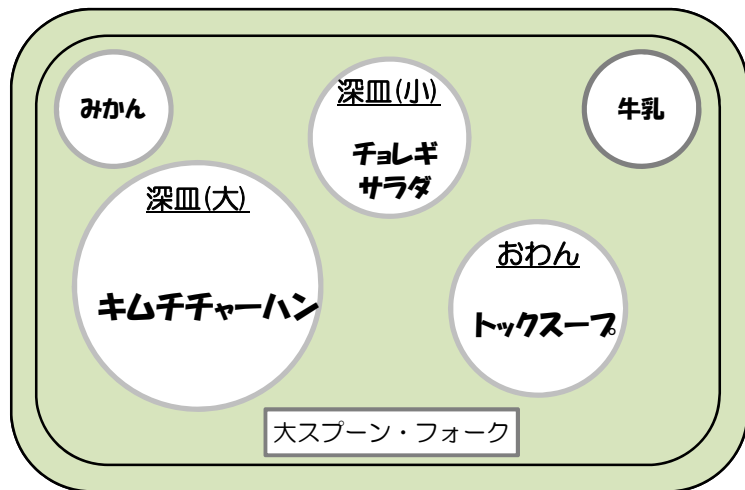 みかん
深皿(小)
チョレギ
サラダ
牛乳
深皿(大)
キムチチャーハン
おわん
トックスープ
大スプーン・フォーク